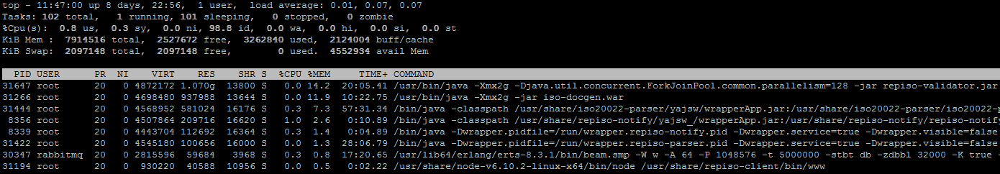 top - 11:47:00 up 8 days, 22:56,  1 user,  load average: 0.01, 0.07, 0.07
Tasks: 102 total,   1 running, 101 sleeping,   0 stopped,   0 zombie
%Cpu(s):  0.8 us,  0.3 sy,  0.0 ni, 98.8 id,  0.0 wa,  0.0 hi,  0.0 si,  0.0 st
KiB Mem :  7914516 total,  2527672 free,  3262840 used,  2124004 buff/cache
KiB Swap:  2097148 total,  2097148 free,        0 used.  4552934 avail Mem
PID USER      PR  NI    VIRT    RES    SHR S  %CPU %MEM     TIME+ COMMAND
31647 root      20   0 4872172 1.070g  13800 S   0.0 14.2  20:05.41 /usr/bin/java -Xmx2g -Djava.util.concurrent.ForkJoinPool.common.parallelism=128 -jar repiso-validator.jar
31266 root      20   0 4698480 937988  13644 S   0.0 11.9  10:22.75 /usr/bin/java -Xmx2g -jar iso-docgen.war
31444 root      20   0 4568952 581024  16176 S   0.3  7.3  57:31.34 /bin/java -classpath /usr/share/iso20022-parser/yajsw/wrapperApp.jar:/usr/share/iso20022-parser/iso20022-p
8356 root      20   0 4507864 209716  16620 S   1.0  2.6   0:10.89 /bin/java -classpath /usr/share/repiso-notify/yajsw_/wrapperApp.jar:/usr/share/repiso-notify/repiso-notify
8339 root      20   0 4443704 112692  16364 S   0.3  1.4   0:04.89 /bin/java -Dwrapper.pidfile=/run/wrapper.repiso-notify.pid -Dwrapper.service=true -Dwrapper.visible=false
31422 root      20   0 4545180 100656  16000 S   0.0  1.3  28:06.79 /bin/java -Dwrapper.pidfile=/run/wrapper.repiso-parser.pid -Dwrapper.service=true -Dwrapper.visible=false
30347 rabbitmq  20   0 2815596  59684   3968 S   0.3  0.8  17:20.65 /usr/lib64/erlang/erts-8.3.1/bin/beam.smp -W w -A 64 -P 1048576 -t 5000000 -stbt db -zdbbl 32000 -K true -
31194 root      20   0  930220  40588  10956 S   0.0  0.5   0:02.22 /usr/share/node-v6.10.2-linux-x64/bin/node /usr/share/repiso-client/bin/www